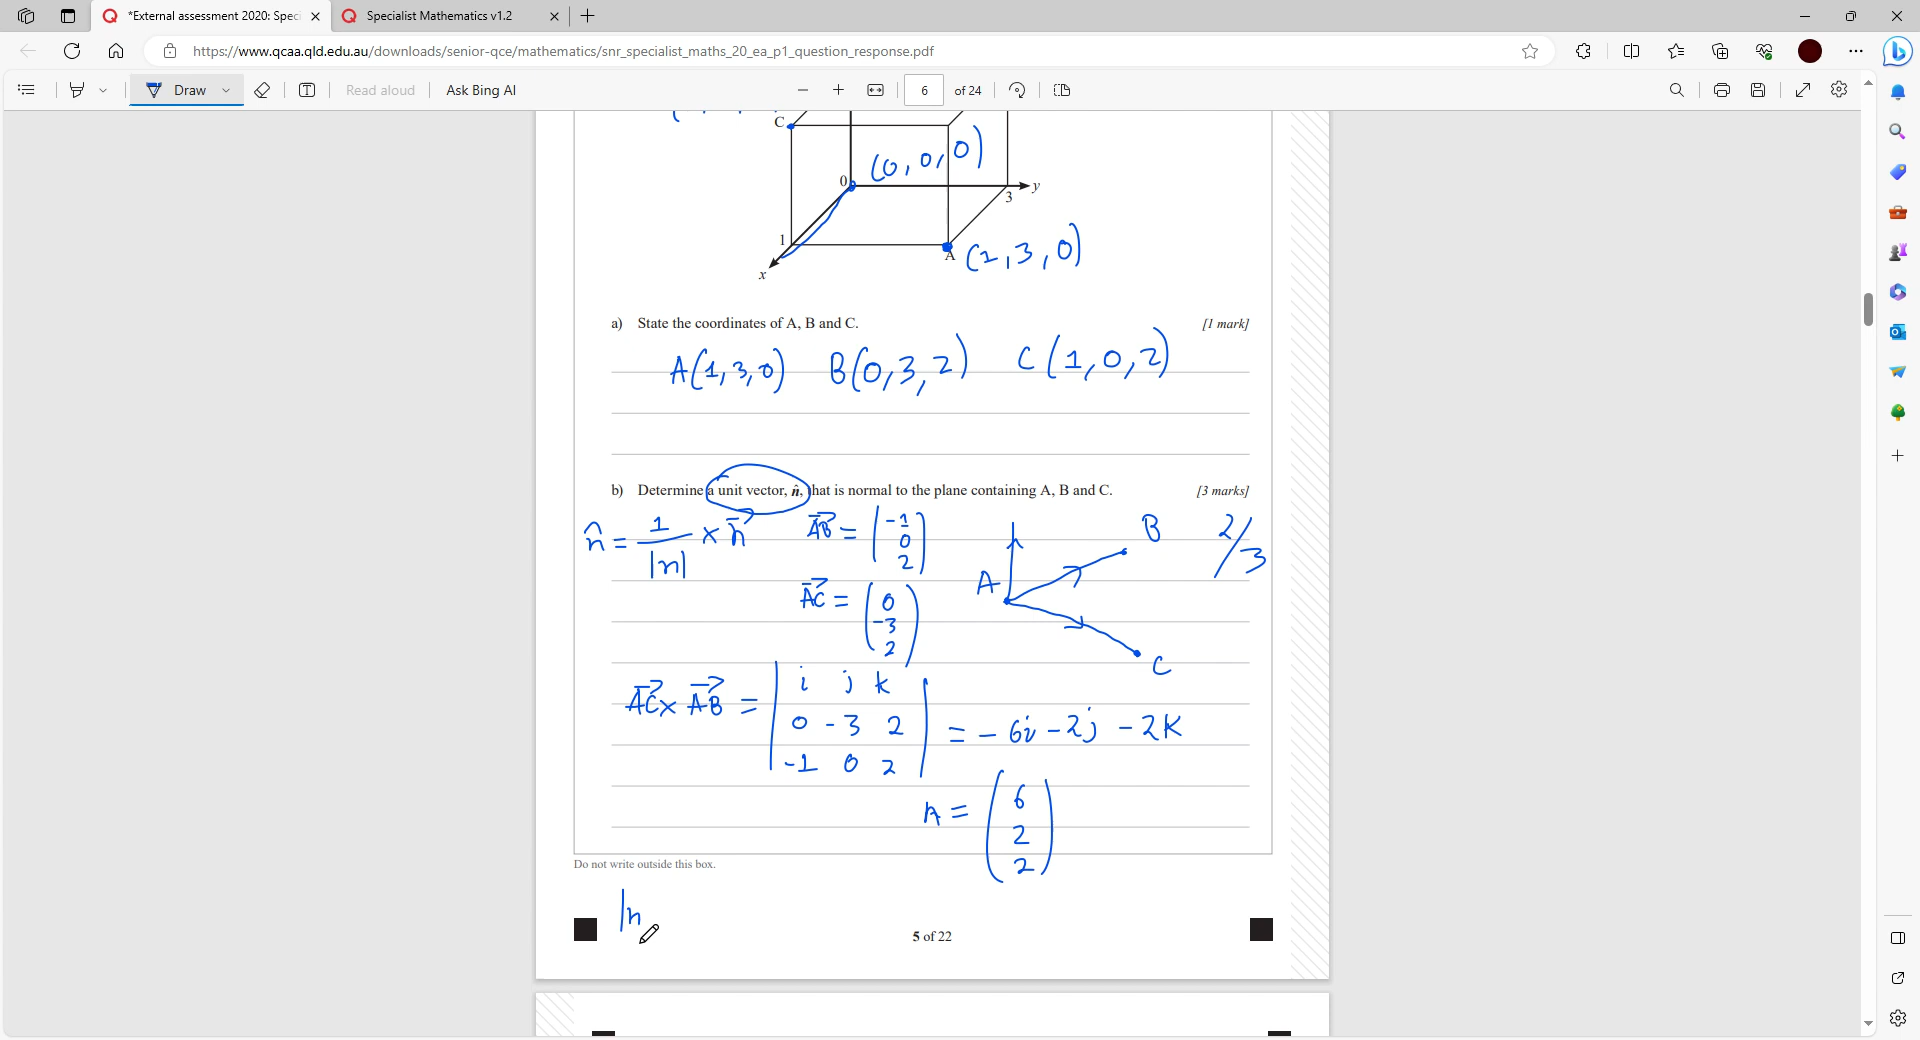 *External assessment 2020: Speci
Specialist Mathematics v1.2
https://www.qcaa.qld.edu.au/downloads/senior-qce/mathematics/snr_specialist_maths_20_ea_p1_question_response.pdf
Draw
Read aloud
Ask Bing AI
6
of 24
C
(0, 0, 0)
0
y
3
1
A
(1, 3, 0)
x
a) State the coordinates of A, B and C.
[1 mark]
A(1, 3, 0) B(0, 3, 2) C(1, 0, 2)
b) Determine a unit vector, n̂, that is normal to the plane containing A, B and C.
[3 marks]
n̂ = 1/|n| × n⃗
AB⃗ = (-1 0 2)
B
2/3
A
AC⃗ = (0 -3 2)
C
AC⃗ × AB⃗ = | i j k
0 -3 2
-1 0 2 | = -6i - 2j - 2k
n = (6 2 2)
Do not write outside this box.
|n
5 of 22